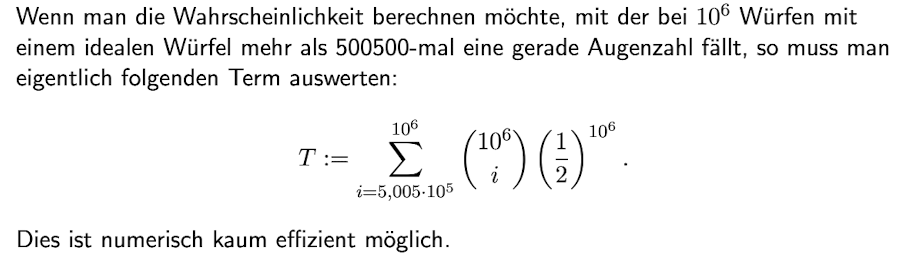 Wenn man die Wahrscheinlichkeit berechnen möchte, mit der bei 10⁶ Würfen mit
einem idealen Würfel mehr als 500500-mal eine gerade Augenzahl fällt, so muss man
eigentlich folgenden Term auswerten:
T := \sum_{i=5{,}005\cdot 10^5}^{10^6} \binom{10^6}{i} \left(\frac{1}{2}\right)^{10^6}.
Dies ist numerisch kaum effizient möglich.